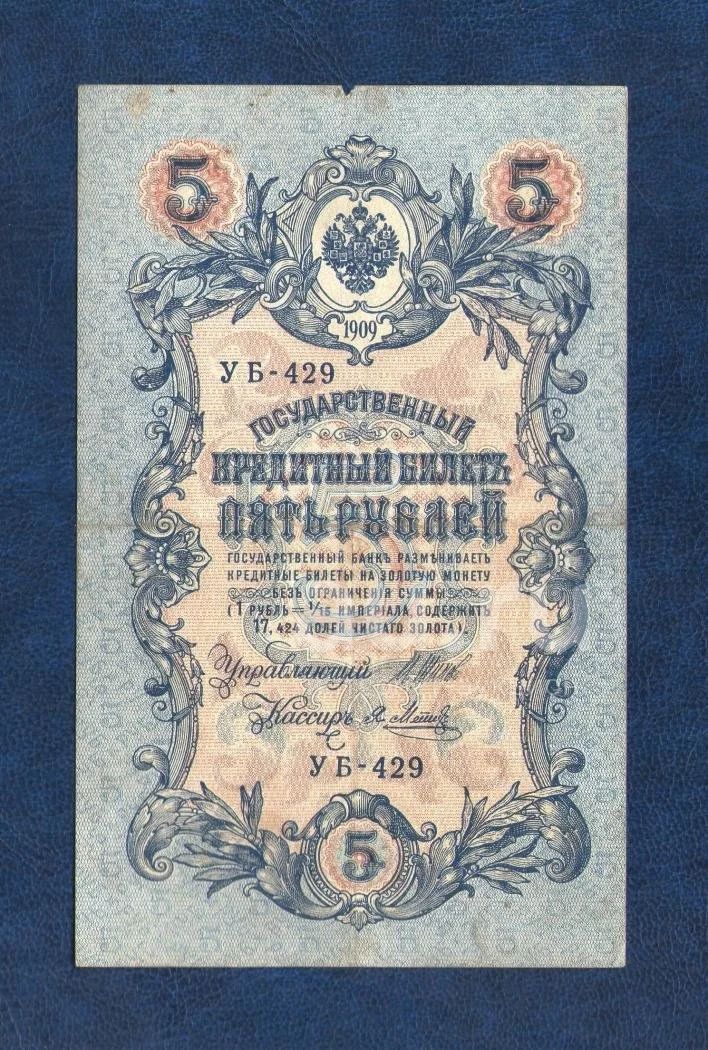 5 5
1909
УБ-429
ГОСУДАРСТВЕННЫЙ
КРЕДИТНЫЙ БИЛЕТЪ
ПЯТЬ РУБЛЕЙ
ГОСУДАРСТВЕННЫЙ БАНКЪ РАЗМѢНИВАЕТЪ
КРЕДИТНЫЕ БИЛЕТЫ НА ЗОЛОТУЮ МОНЕТУ
БЕЗЪ ОГРАНИЧЕНІЯ СУММЫ
(1 РУБЛЬ = 1/15 ИМПЕРІАЛА, СОДЕРЖИТЪ
17,424 ДОЛЕЙ ЧИСТАГО ЗОЛОТА).
Управляющій
Кассиръ
УБ-429
5